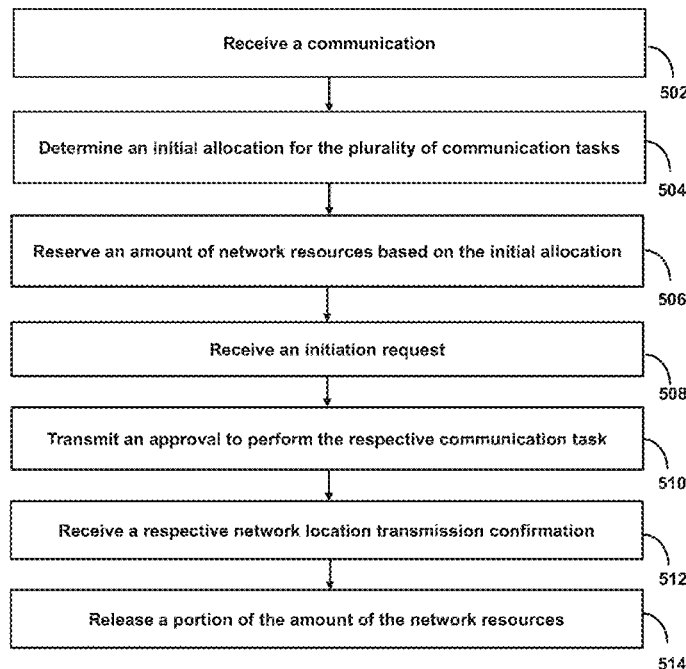 Receive a communication
502
Determine an initial allocation for the plurality of communication tasks
504
Reserve an amount of network resources based on the initial allocation
506
Receive an initiation request
508
Transmit an approval to perform the respective communication task
510
Receive a respective network location transmission confirmation
512
Release a portion of the amount of the network resources
514